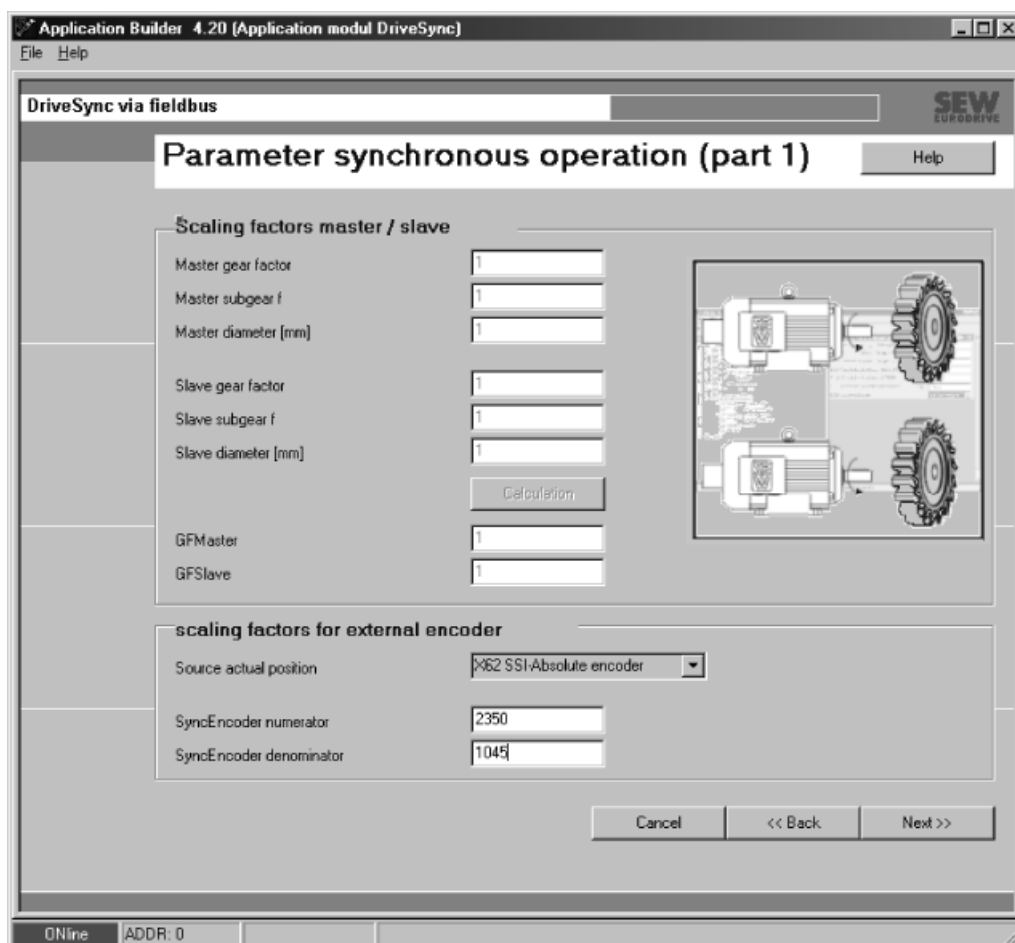 Application Builder 4.20 (Application modul DriveSync)
File Help
DriveSync via fieldbus
SEW
EURODRIVE
Parameter synchronous operation (part 1)
Help
Scaling factors master / slave
Master gear factor 1
Master subgear f 1
Master diameter [mm] 1
Slave gear factor 1
Slave subgear f 1
Slave diameter [mm] 1
Calculation
GFMaster 1
GFSlave 1
scaling factors for external encoder
Source actual position X62 SSI-Absolute encoder
SyncEncoder numerator 2350
SyncEncoder denominator 1045
Cancel << Back Next >>
ONline ADDR: 0